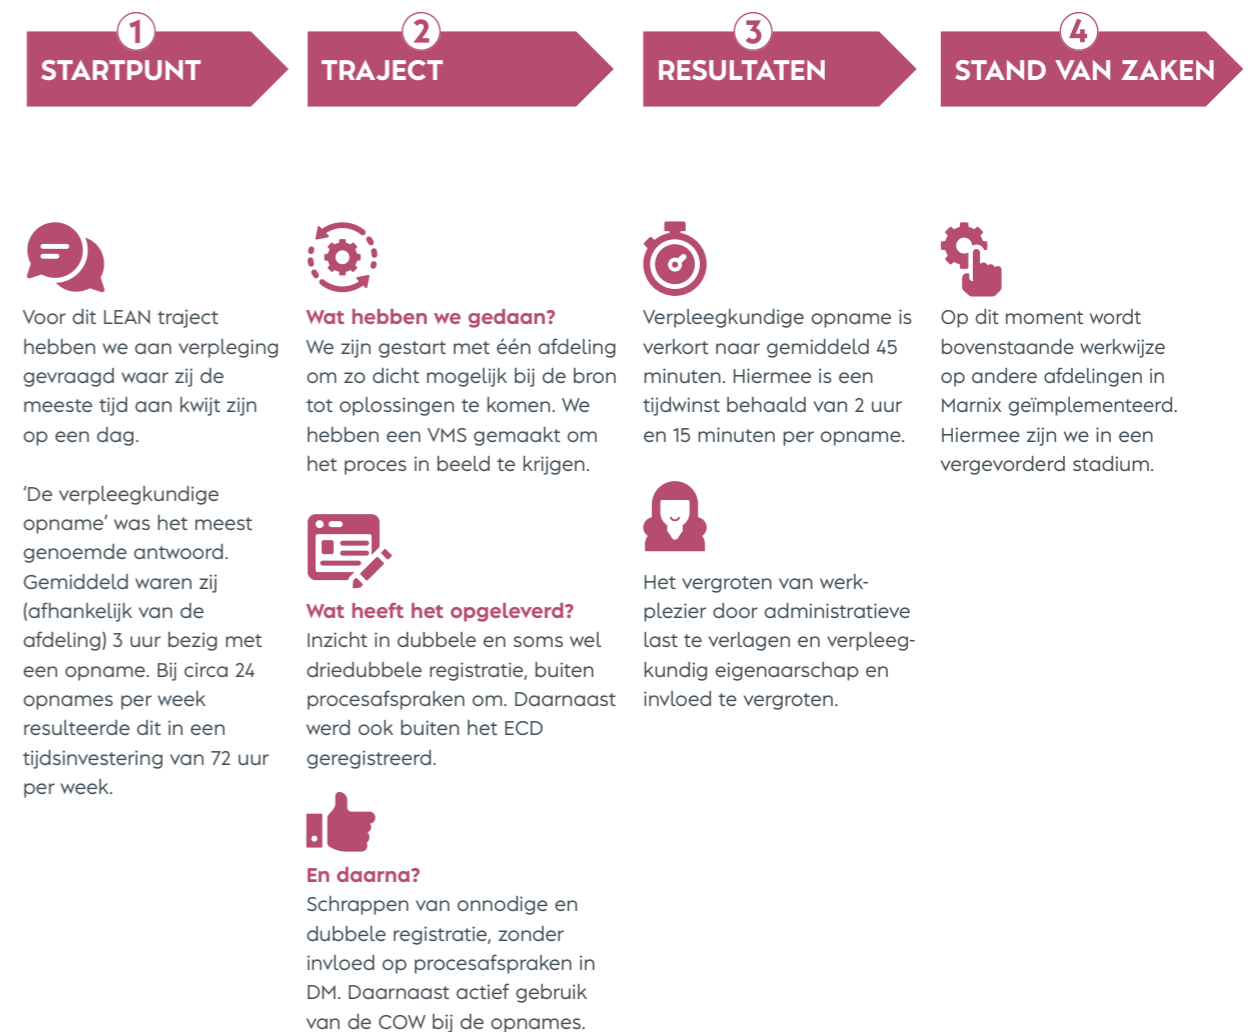 1
STARTPUNT
2
TRAJECT
3
RESULTATEN
4
STAND VAN ZAKEN
Voor dit LEAN traject
hebben we aan verpleging
gevraagd waar zij de
meeste tijd aan kwijt zijn
op een dag.
‘De verpleegkundige
opname’ was het meest
genoemde antwoord.
Gemiddeld waren zij
(afhankelijk van de
afdeling) 3 uur bezig met
een opname. Bij circa 24
opnames per week
resulteerde dit in een
tijdsinvestering van 72 uur
per week.
Wat hebben we gedaan?
We zijn gestart met één afdeling
om zo dicht mogelijk bij de bron
tot oplossingen te komen. We
hebben een VMS gemaakt om
het proces in beeld te krijgen.
Wat heeft het opgeleverd?
Inzicht in dubbele en soms wel
driedubbele registratie, buiten
procesafspraken om. Daarnaast
werd ook buiten het ECD
geregistreerd.
En daarna?
Schrappen van onnodige en
dubbele registratie, zonder
invloed op procesafspraken in
DM. Daarnaast actief gebruik
van de COW bij de opnames.
Verpleegkundige opname is
verkort naar gemiddeld 45
minuten. Hiermee is een
tijdwinst behaald van 2 uur
en 15 minuten per opname.
Het vergroten van werk-
plezier door administratieve
last te verlagen en verpleeg-
kundig eigenaarschap en
invloed te vergroten.
Op dit moment wordt
bovenstaande werkwijze
op andere afdelingen in
Marnix geïmplementeerd.
Hiermee zijn we in een
vergevorderd stadium.